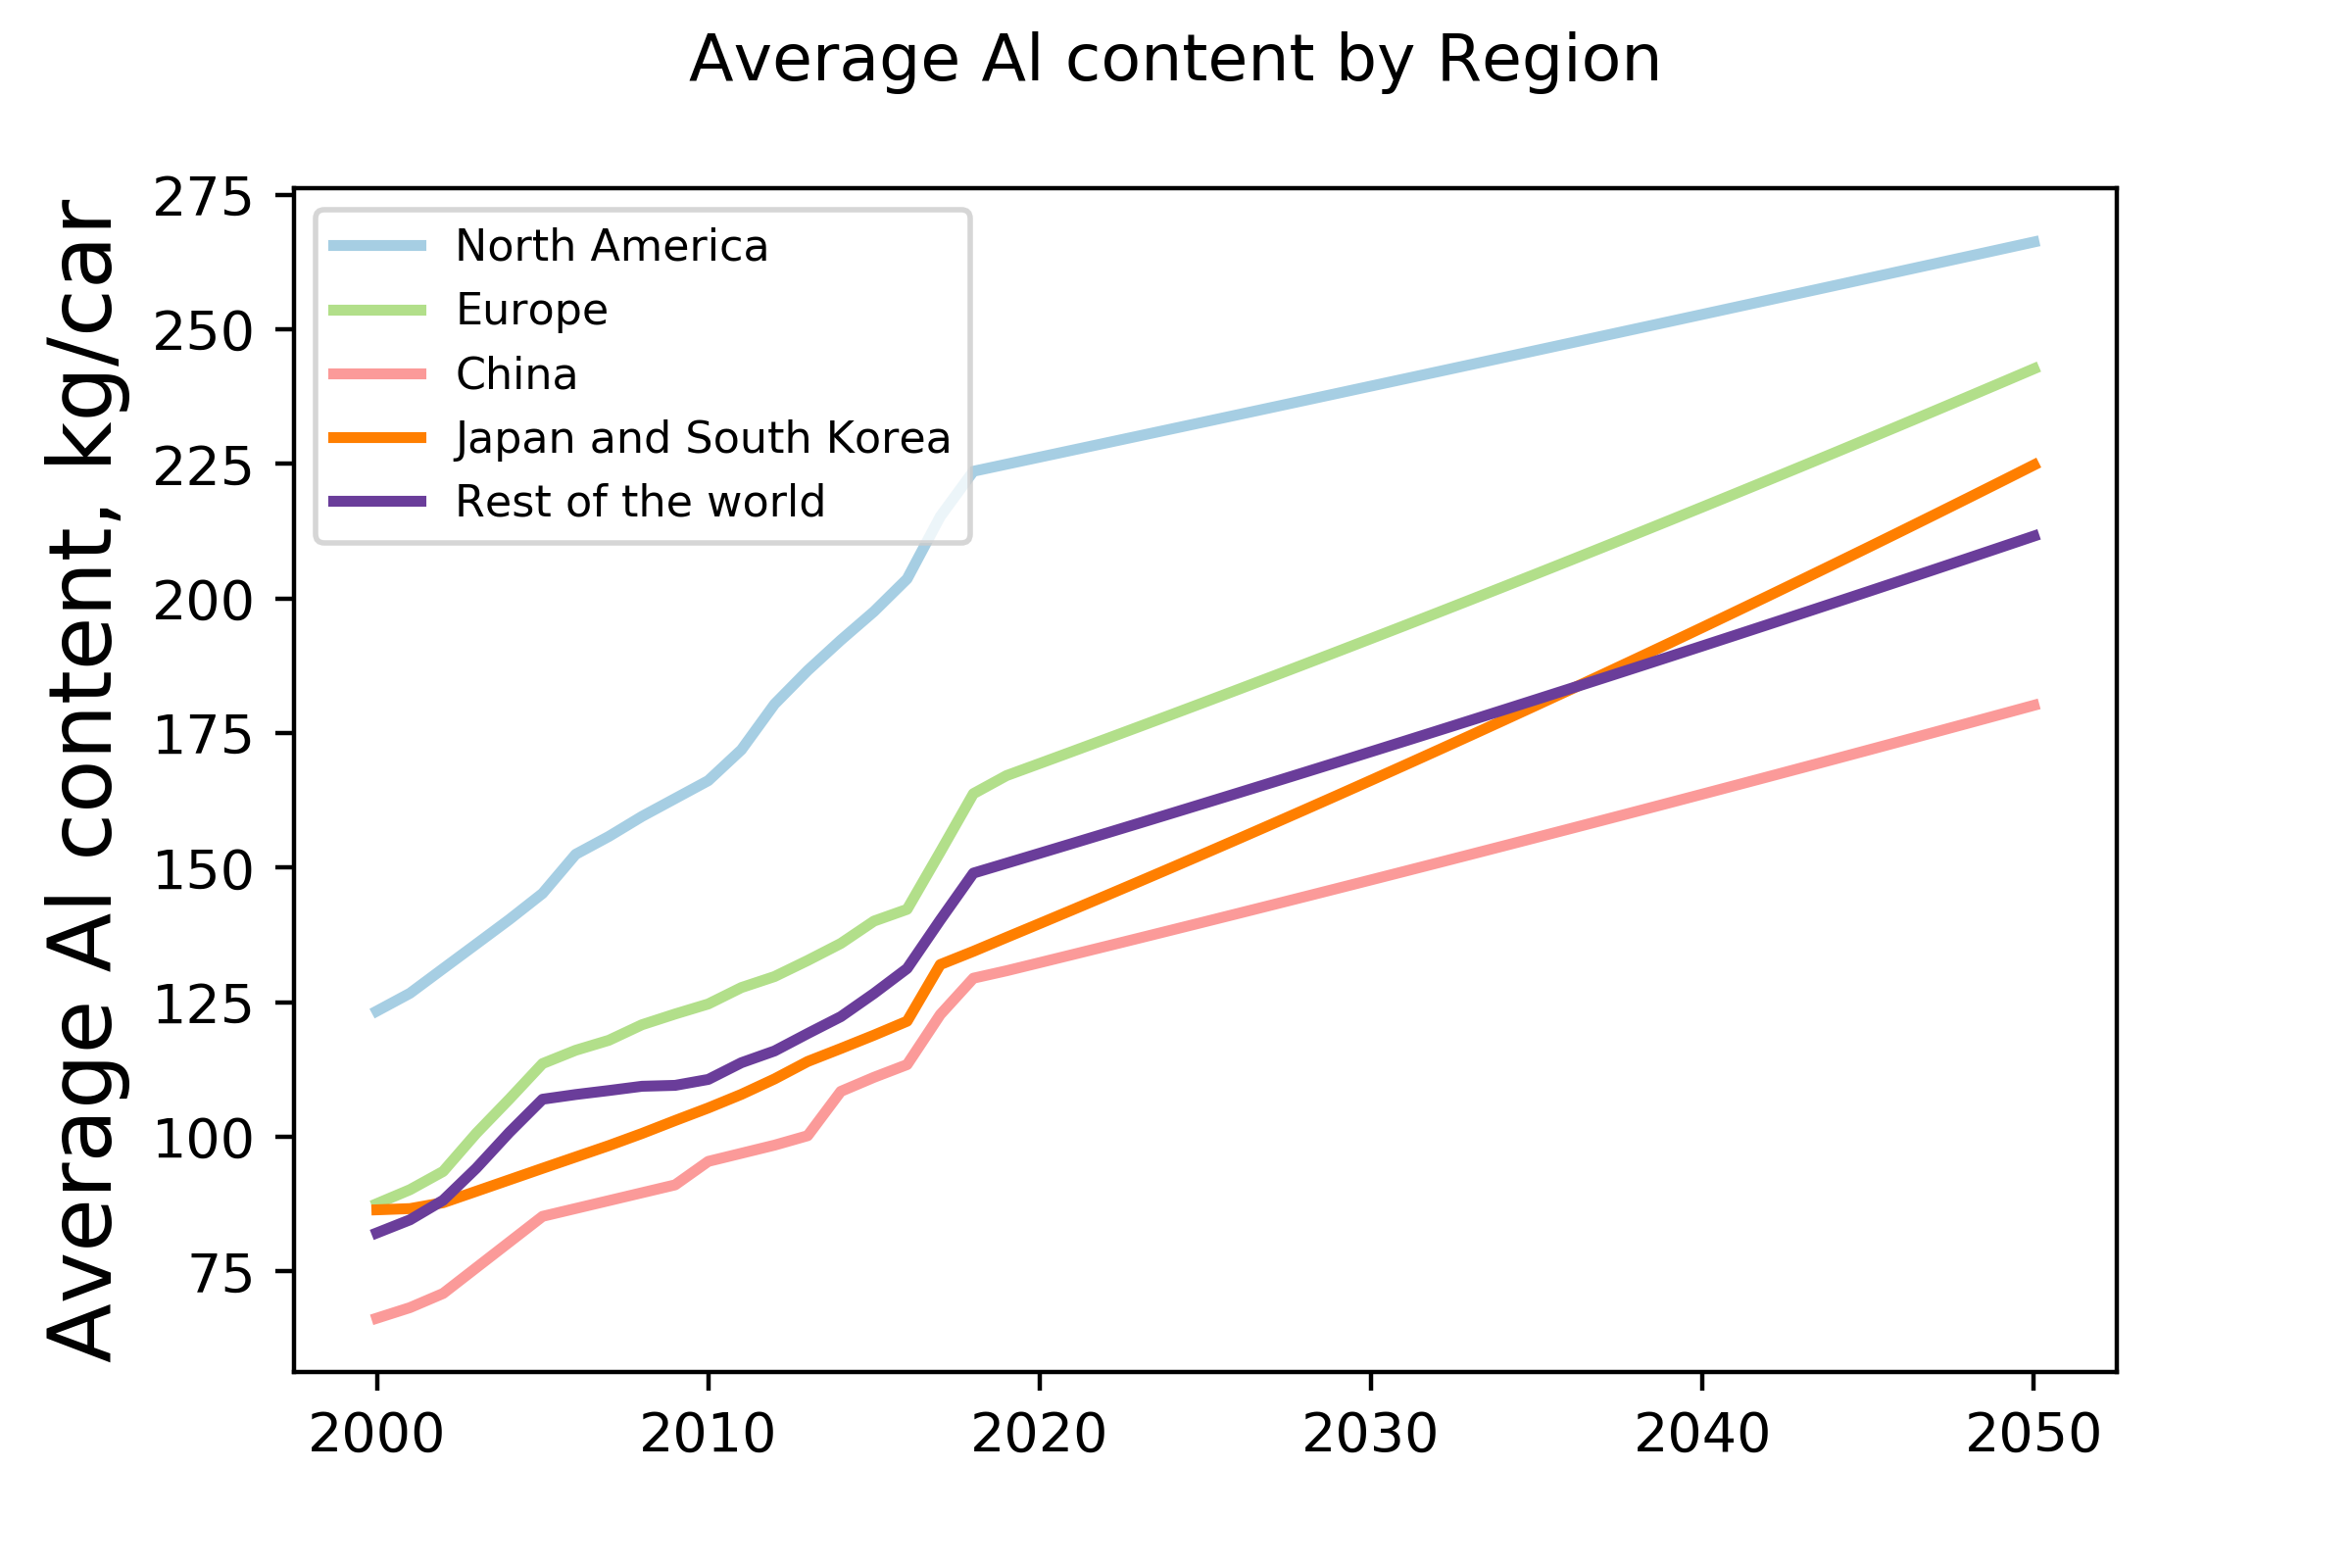 Average Al content by Region
Average Al content, kg/car
275
250
225
200
175
150
125
100
75
North America
Europe
China
Japan and South Korea
Rest of the world
2000 2010 2020 2030 2040 2050